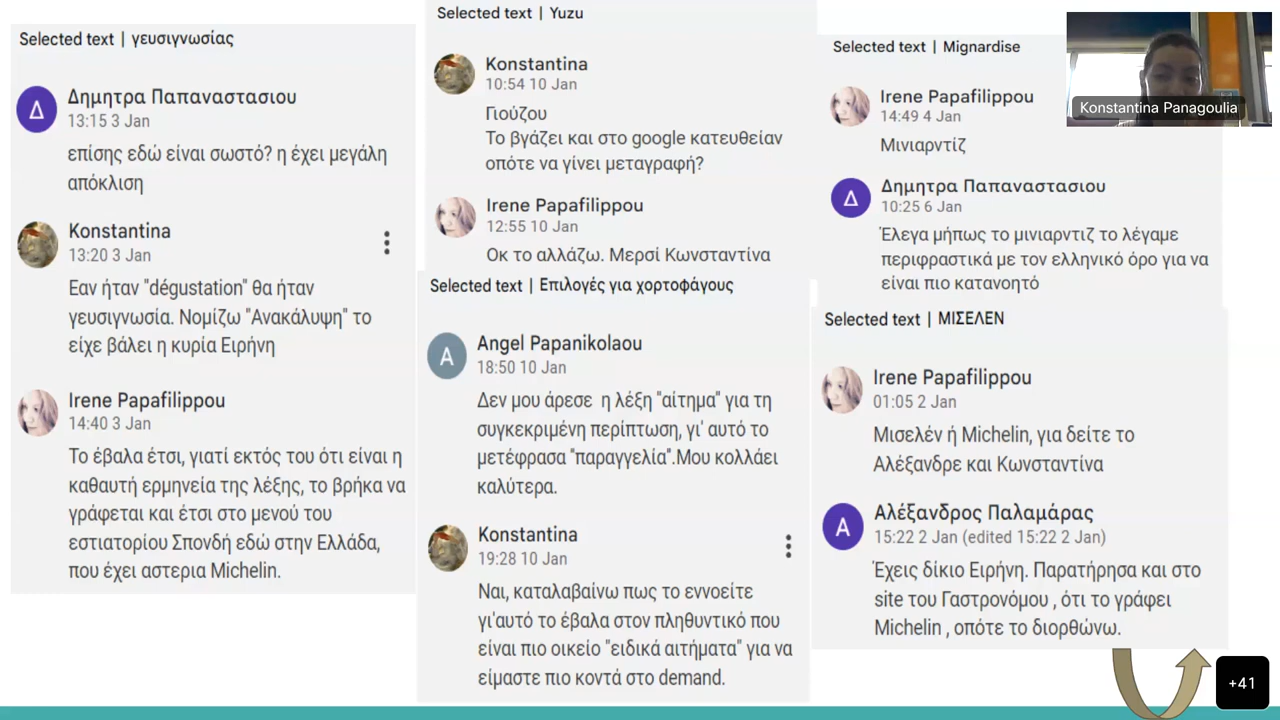 Selected text | γευσιγνωσίας
Δημητρα Παπαναστασιου
13:15 3 Jan
επίσης εδώ είναι σωστό? η έχει μεγάλη
απόκλιση
Konstantina
13:20 3 Jan
Εαν ήταν "dégustation" θα ήταν
γευσιγνωσία. Νομίζω "Ανακάλυψη" το
είχε βάλει η κυρία Ειρήνη
Irene Papafilippou
14:40 3 Jan
Το έβαλα έτσι, γιατί εκτός του ότι είναι η
καθαυτή ερμηνεία της λέξης, το βρήκα να
γράφεται και έτσι στο μενού του
εστιατορίου Σπονδή εδώ στην Ελλάδα,
που έχει αστερια Michelin.
Selected text | Yuzu
Konstantina
10:54 10 Jan
Γιούζου
Το βγάζει και στο google κατευθείαν
οπότε να γίνει μεταγραφή?
Irene Papafilippou
12:55 10 Jan
Οκ το αλλάζω. Μερσί Κωνσταντίνα
Selected text | Επιλογές για χορτοφάγους
Angel Papanikolaou
18:50 10 Jan
Δεν μου άρεσε η λέξη "αίτημα" για τη
συγκεκριμένη περίπτωση, γι' αυτό το
μετέφρασα "παραγγελία".Μου κολλάει
καλύτερα.
Konstantina
19:28 10 Jan
Ναι, καταλαβαίνω πως το εννοείτε
γι'αυτό το έβαλα στον πληθυντικό που
είναι πιο οικείο "ειδικά αιτήματα" για να
είμαστε πιο κοντά στο demand.
Selected text | Mignardise
Irene Papafilippou
14:49 4 Jan
Μινιαρντίζ
Δημητρα Παπαναστασιου
10:25 6 Jan
Έλεγα μήπως το μινιαρντιζ το λέγαμε
περιφραστικά με τον ελληνικό όρο για να
είναι πιο κατανοητό
Selected text | ΜΙΣΕΛΕΝ
Irene Papafilippou
01:05 2 Jan
Μισελέν ή Michelin, για δείτε το
Αλέξανδρε και Κωνσταντίνα
Αλέξανδρος Παλαμάρας
15:22 2 Jan (edited 15:22 2 Jan)
Έχεις δίκιο Ειρήνη. Παρατήρησα και στο
site του Γαστρονόμου , ότι το γράφει
Michelin , οπότε το διορθώνω.
Konstantina Panagoulia
+41